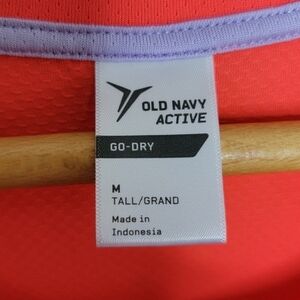 OLD NAVY
ACTIVE
GO-DRY
M
TALL/GRAND
Made in
Indonesia